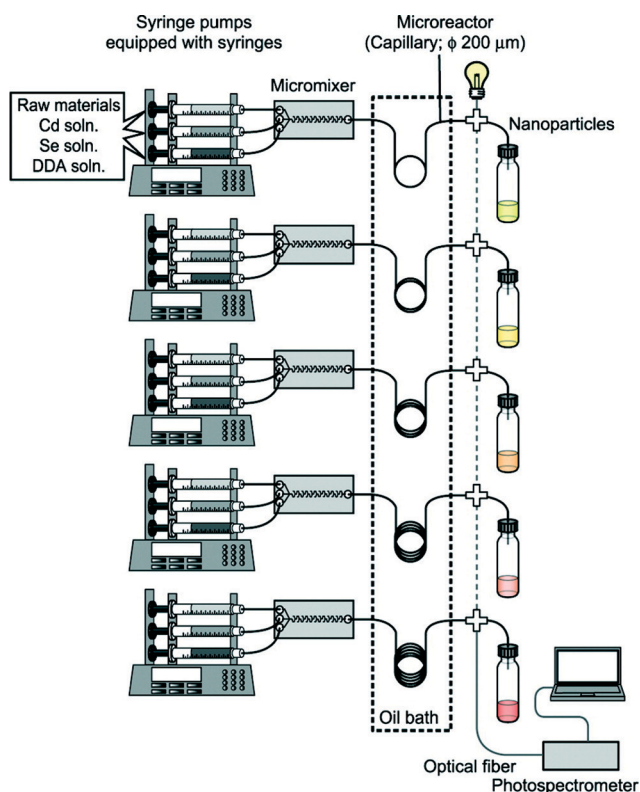 Syringe pumps
equipped with syringes
Microreactor
(Capillary; ϕ 200 μm)
Micromixer
Raw materials
Cd soln.
Se soln.
DDA soln.
Nanoparticles
Oil bath
Optical fiber
Photospectrometer